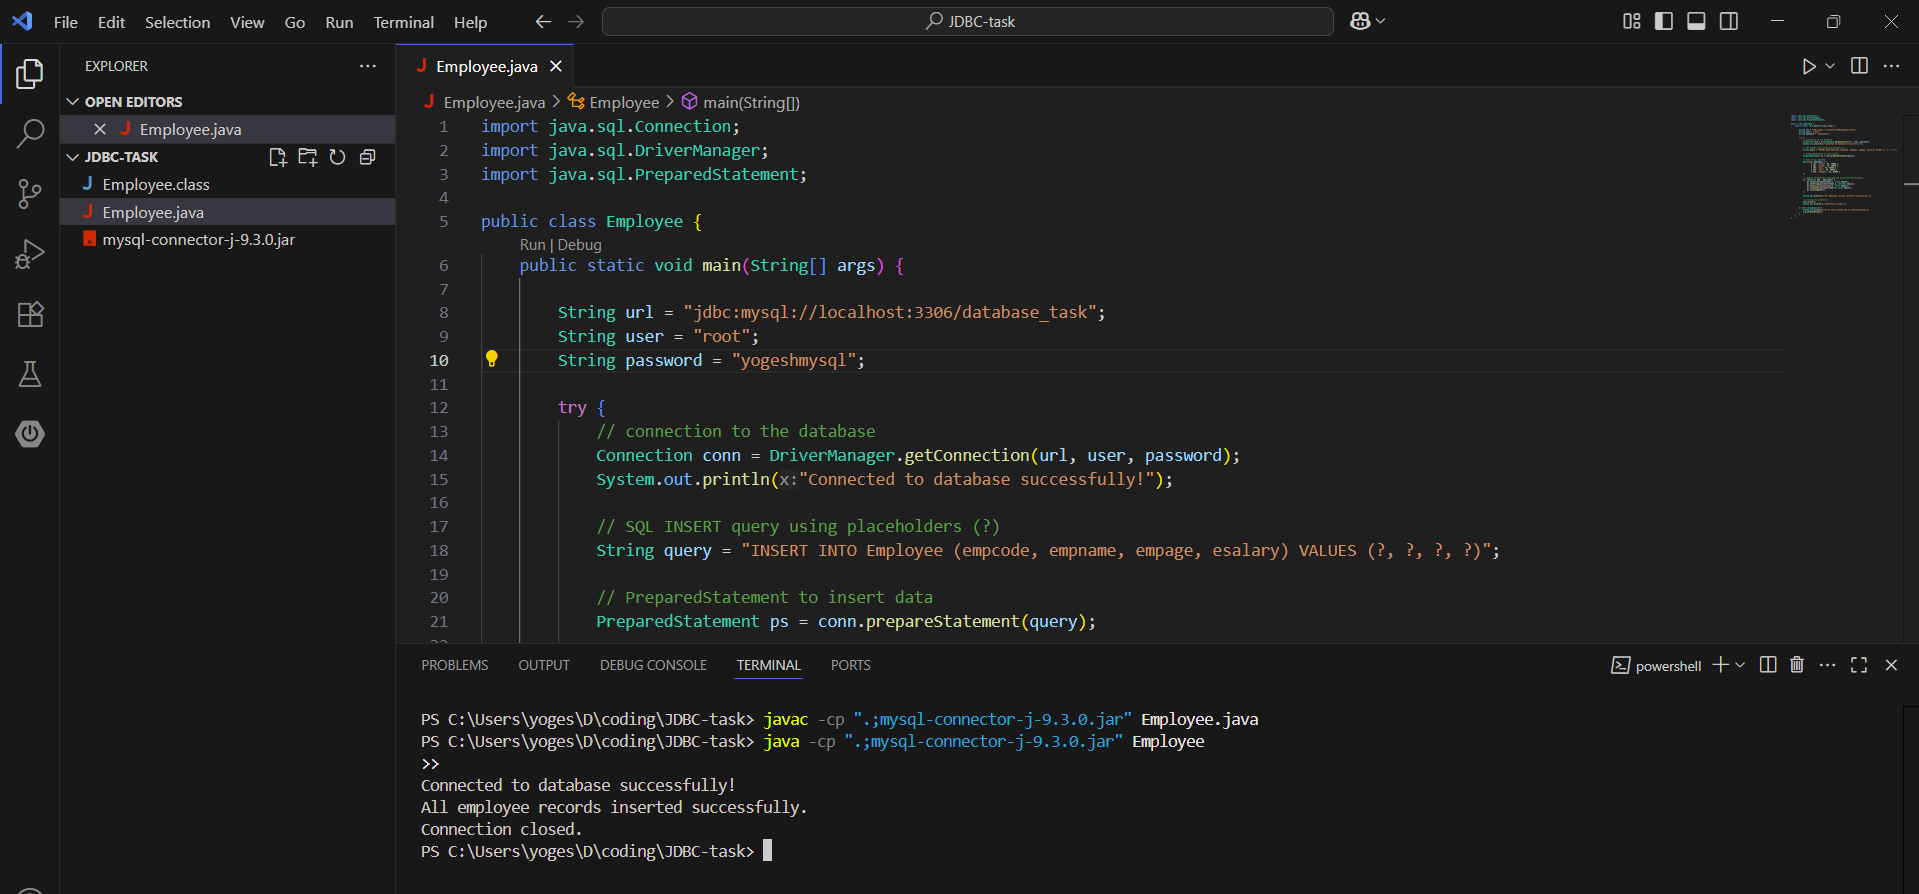 File Edit Selection View Go Run Terminal Help
JDBC-task
EXPLORER
OPEN EDITORS
Employee.java
JDBC-TASK
Employee.class
Employee.java
mysql-connector-j-9.3.0.jar
Employee.java
Employee.java > Employee > main(String[])
1 import java.sql.Connection;
2 import java.sql.DriverManager;
3 import java.sql.PreparedStatement;
4
5 public class Employee {
Run | Debug
6 public static void main(String[] args) {
7
8 String url = "jdbc:mysql://localhost:3306/database_task";
9 String user = "root";
10 String password = "yogeshmysql";
11
12 try {
13 // connection to the database
14 Connection conn = DriverManager.getConnection(url, user, password);
15 System.out.println(x:"Connected to database successfully!");
16
17 // SQL INSERT query using placeholders (?)
18 String query = "INSERT INTO Employee (empcode, empname, empage, esalary) VALUES (?, ?, ?, ?)";
19
20 // PreparedStatement to insert data
21 PreparedStatement ps = conn.prepareStatement(query);
PROBLEMS OUTPUT DEBUG CONSOLE TERMINAL PORTS
powershell
PS C:\Users\yoges\D\coding\JDBC-task> javac -cp ".;mysql-connector-j-9.3.0.jar" Employee.java
PS C:\Users\yoges\D\coding\JDBC-task> java -cp ".;mysql-connector-j-9.3.0.jar" Employee
>>
Connected to database successfully!
All employee records inserted successfully.
Connection closed.
PS C:\Users\yoges\D\coding\JDBC-task>